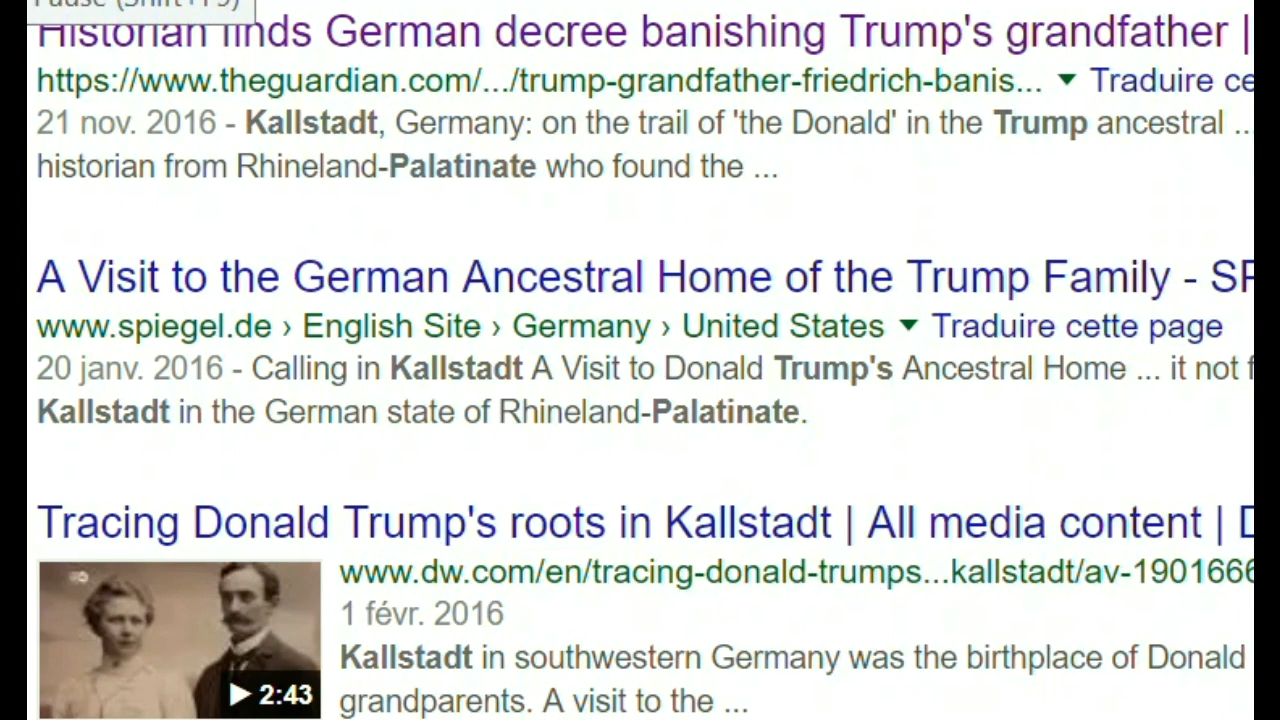 Pause (Shift+F9)
Historian finds German decree banishing Trump's grandfather |
https://www.theguardian.com/.../trump-grandfather-friedrich-banis... ▼ Traduire ce
21 nov. 2016 - Kallstadt, Germany: on the trail of 'the Donald' in the Trump ancestral ...
historian from Rhineland-Palatinate who found the ...
A Visit to the German Ancestral Home of the Trump Family - SP
www.spiegel.de › English Site › Germany › United States ▼ Traduire cette page
20 janv. 2016 - Calling in Kallstadt A Visit to Donald Trump's Ancestral Home ... it not f
Kallstadt in the German state of Rhineland-Palatinate.
Tracing Donald Trump's roots in Kallstadt | All media content | D
www.dw.com/en/tracing-donald-trumps...kallstadt/av-1901666
1 févr. 2016
Kallstadt in southwestern Germany was the birthplace of Donald
grandparents. A visit to the ...
2:43